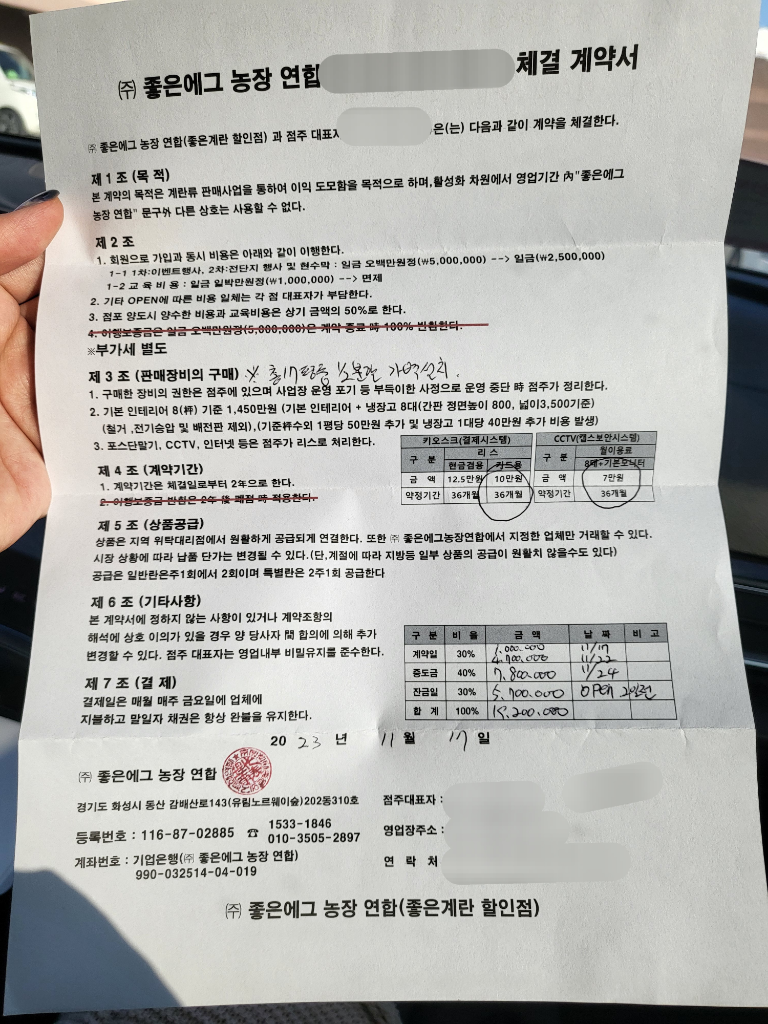 ㈜ 좋은에그 농장 연합 체결 계약서
㈜ 좋은에그 농장 연합(좋은계란 할인점) 과 점주 대표자 은(는) 다음과 같이 계약을 체결한다.
제 1 조 (목 적)
본 계약의 목적은 계란류 판매사업을 통하여 이익 도모함을 목적으로 하며,활성화 차원에서 영업기간 內"좋은에그
농장 연합" 문구外 다른 상호는 사용할 수 없다.
제 2 조
1. 회원으로 가입과 동시 비용은 아래와 같이 이행한다.
1-1 1차:이벤트행사, 2차:전단지 행사 및 현수막 : 일금 오백만원정(₩5,000,000) --> 일금(₩2,500,000)
1-2 교 육 비 용 : 일금 일박만원정(₩1,000,000) --> 면제
2. 기타 OPEN에 따른 비용 일체는 각 점 대표자가 부담한다.
3. 점포 양도시 양수한 비용과 교육비용은 상기 금액의 50%로 한다.
4. 이행보증금은 일금 오백만원정(5,000,000)은 계약 종료 時 100% 반환한다.
※부가세 별도
제 3 조 (판매장비의 구매) ※ 총17평중 소분란 가벽설치.
1. 구매한 장비의 권한등은 점주에 있으며 사업장 운영 포기 등 부득이한 사정으로 운영 중단 時 점주가 정리한다.
2. 기본 인테리어 8(坪) 기준 1,450만원 (기본 인테리어 + 냉장고 8대(간판 정면높이 800, 넓이3,500기준)
(철거 ,전기승압 및 배전판 제외),(기준坪수외 1평당 50만원 추가 및 냉장고 1대당 40만원 추가 비용 발생)
3. 포스단말기, CCTV, 인터넷 등은 점주가 리스로 처리한다.
키오스크(결제시스템) CCTV(캡스보안시스템)
구 분 리 스 구 분 월이용료
현금겸용 카드용 8대+기본모니터
금 액 12.5만원 10만원 금 액 7만원
약정기간 36개월 36개월 약정기간 36개월
제 4 조 (계약기간)
1. 계약기간은 체결일로부터 2년으로 한다.
2. 이행보증금 반환은 2년 後 폐점 時 적용한다.
제 5 조 (상품공급)
상품은 지역 위탁대리점에서 원활하게 공급되게 연결한다. 또한 ㈜ 좋은에그농장연합에서 지정한 업체만 거래할 수 있다.
시장 상황에 따라 납품 단가는 변경될 수 있다.(단,계절에 따라 지방등 일부 상품의 공급이 원활치 않을수도 있다)
공급은 일반란은주1회에서 2회이며 특별란은 2주1회 공급한다
제 6 조 (기타사항)
본 계약서에 정하지 않는 사항이 있거나 계약조항의
해석에 상호 이의가 있을 경우 양 당사자 間 합의에 의해 추가
변경할 수 있다. 점주 대표자는 영업내부 비밀유지를 준수한다.
구 분 비 율 금 액 날 짜 비 고
계약일 30% 1,000,000 11/17
4,700,000 11/22
중도금 40% 7,800,000 11/24
잔금일 30% 5,700,000 OPEN 2일전
합 계 100% 19,200,000
제 7 조 (결 제)
결제일은 매월 매주 금요일에 업체에
지불하고 말일자 채권은 항상 완불을 유지한다.
20 23 년 11 월 17 일
㈜ 좋은에그 농장 연합
경기도 화성시 동산 감배산로143(유림노르웨이숲)202동310호
등록번호 : 116-87-02885 ☎ 1533-1846
010-3505-2897
계좌번호 : 기업은행(㈜ 좋은에그 농장 연합)
990-032514-04-019
점주대표자 :
영업장주소 :
연 락 처
㈜ 좋은에그 농장 연합(좋은계란 할인점)